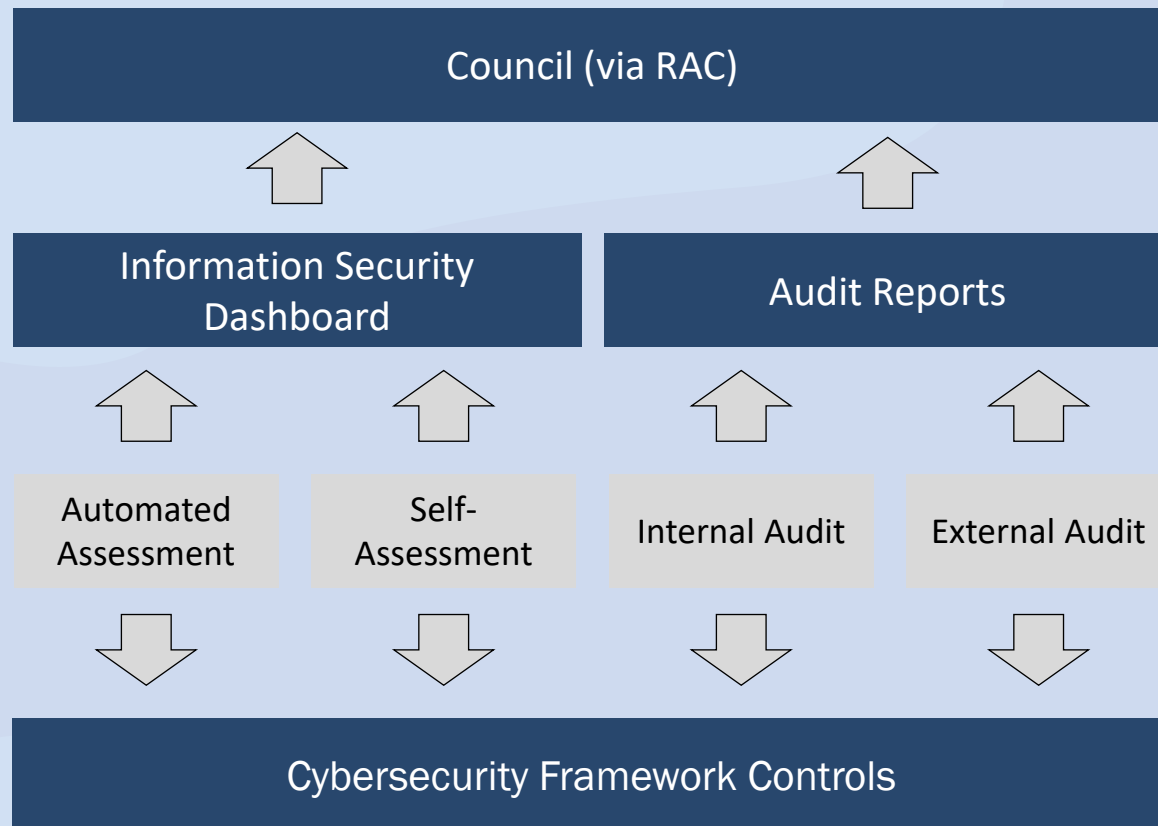 Council (via RAC)
Information Security
Dashboard
Audit Reports
Automated
Assessment
Self-
Assessment
Internal Audit
External Audit
Cybersecurity Framework Controls